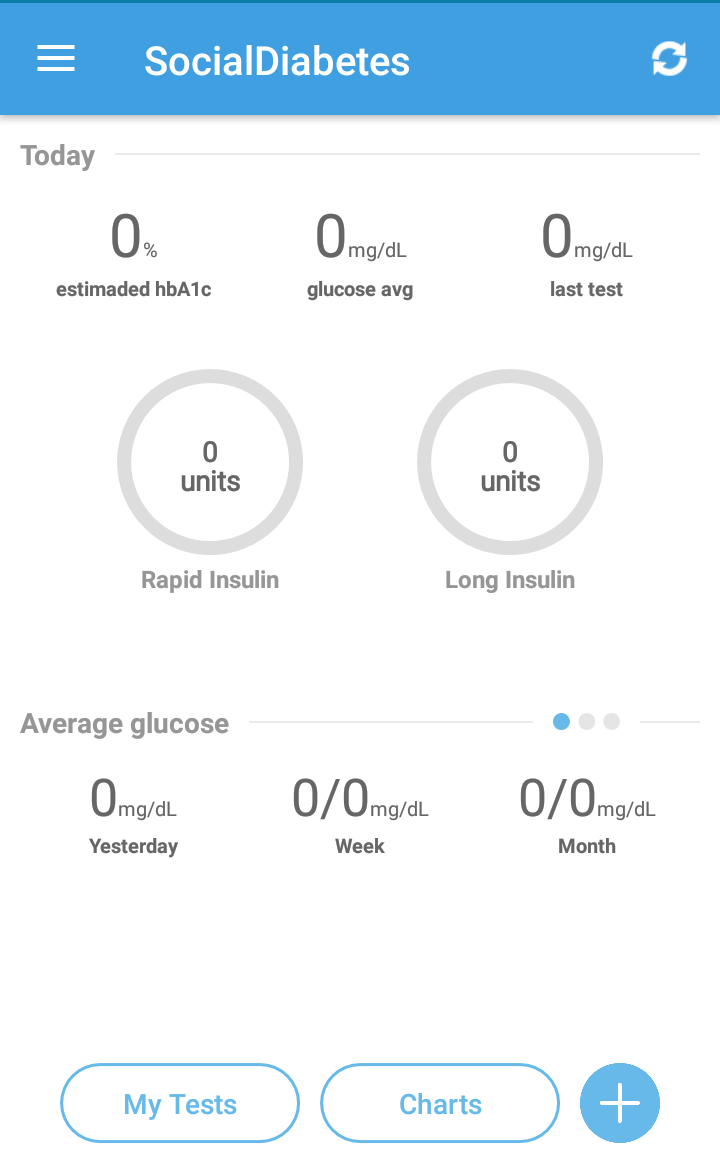 SocialDiabetes
Today
0% 0mg/dL 0mg/dL
estimaded hbA1c glucose avg last test
0 0
units units
Rapid Insulin Long Insulin
Average glucose
0mg/dL 0/0mg/dL 0/0mg/dL
Yesterday Week Month
My Tests Charts